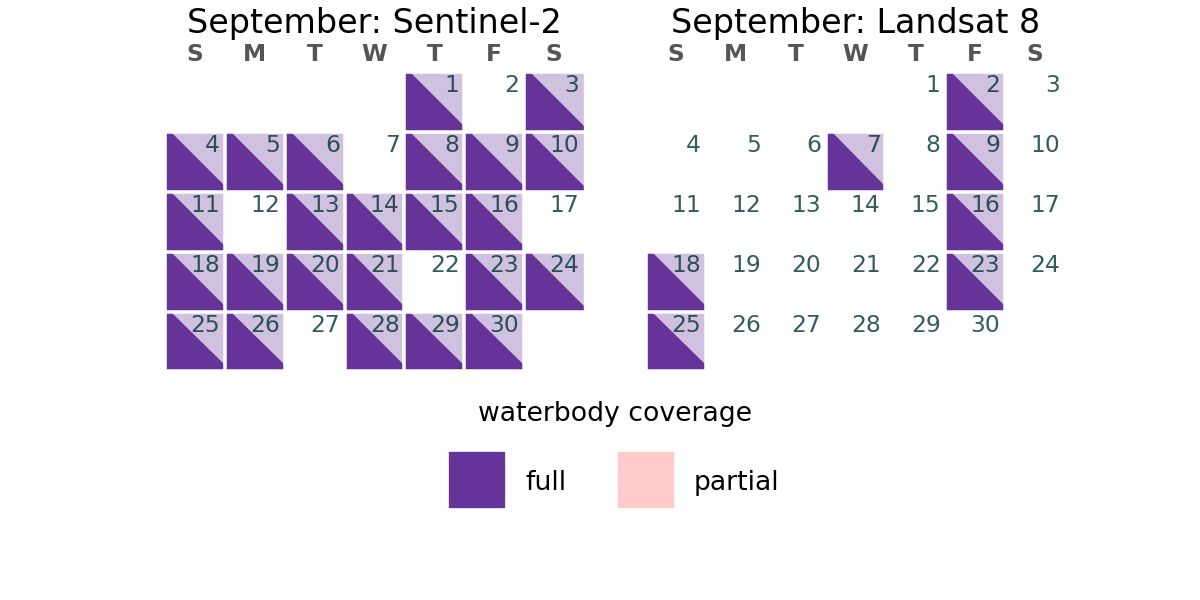 September: Sentinel-2
S M T W T F S
1 2 3
4 5 6 7 8 9 10
11 12 13 14 15 16 17
18 19 20 21 22 23 24
25 26 27 28 29 30
September: Landsat 8
S M T W T F S
1 2 3
4 5 6 7 8 9 10
11 12 13 14 15 16 17
18 19 20 21 22 23 24
25 26 27 28 29 30
waterbody coverage
full partial